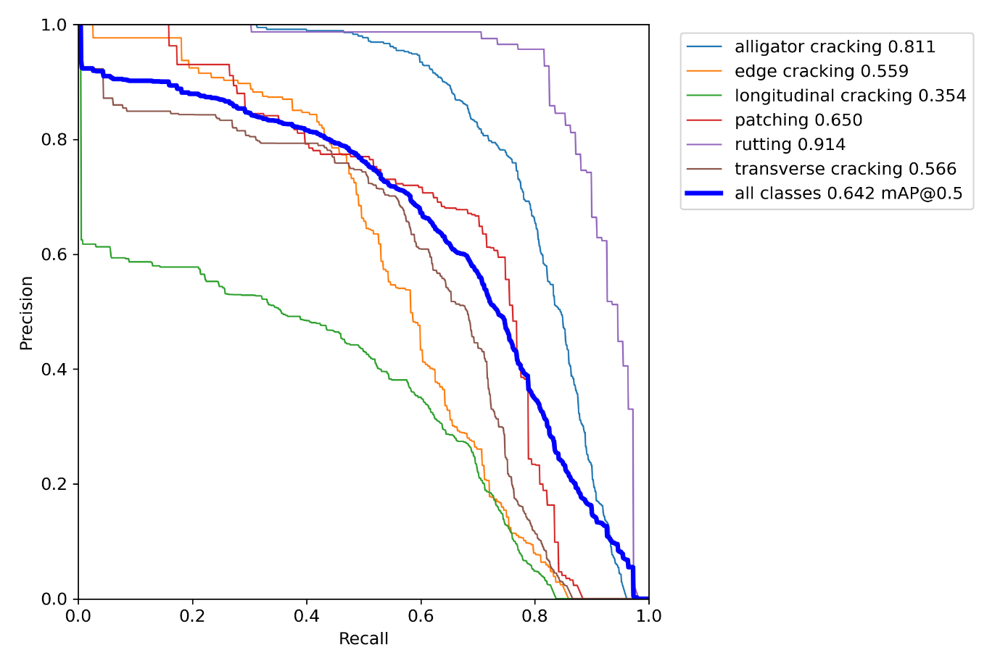 1.0
0.8
0.6
0.4
0.2
0.0
Precision
0.0 0.2 0.4 0.6 0.8 1.0
Recall
alligator cracking 0.811
edge cracking 0.559
longitudinal cracking 0.354
patching 0.650
rutting 0.914
transverse cracking 0.566
all classes 0.642 mAP@0.5